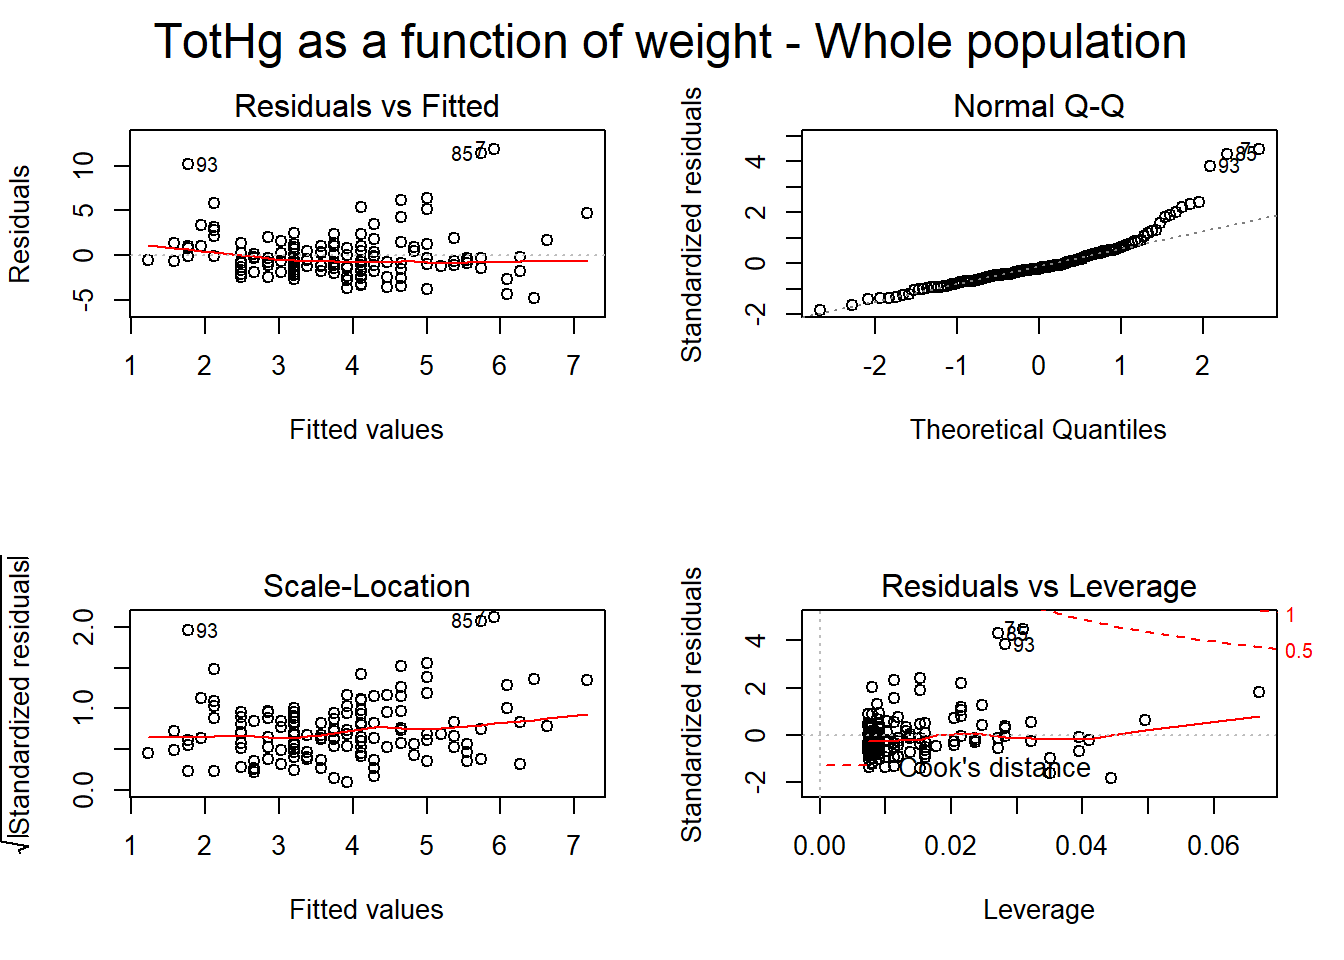 TotHg as a function of weight - Whole population
Residuals vs Fitted
Residuals
10
5
0
-5
93
85
7
1 2 3 4 5 6 7
Fitted values
Normal Q-Q
Standardized residuals
4
2
0
-2
93
85
7
-2 -1 0 1 2
Theoretical Quantiles
Scale-Location
√|Standardized residuals|
2.0
1.0
0.0
93
85
1 2 3 4 5 6 7
Fitted values
Residuals vs Leverage
Standardized residuals
4
2
0
-2
7
85
93
1
0.5
Cook's distance
0.00 0.02 0.04 0.06
Leverage